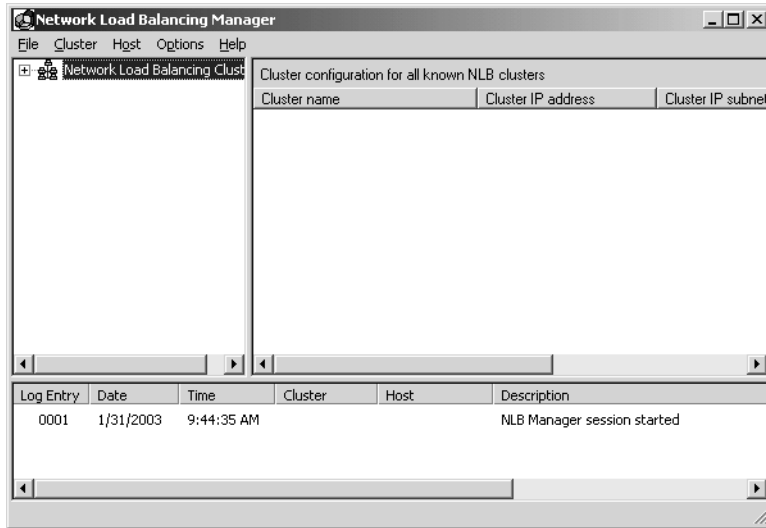 Network Load Balancing Manager
File Cluster Host Options Help
Network Load Balancing Clust
Cluster configuration for all known NLB clusters
Cluster name Cluster IP address Cluster IP subnet
Log Entry Date Time Cluster Host Description
0001 1/31/2003 9:44:35 AM NLB Manager session started